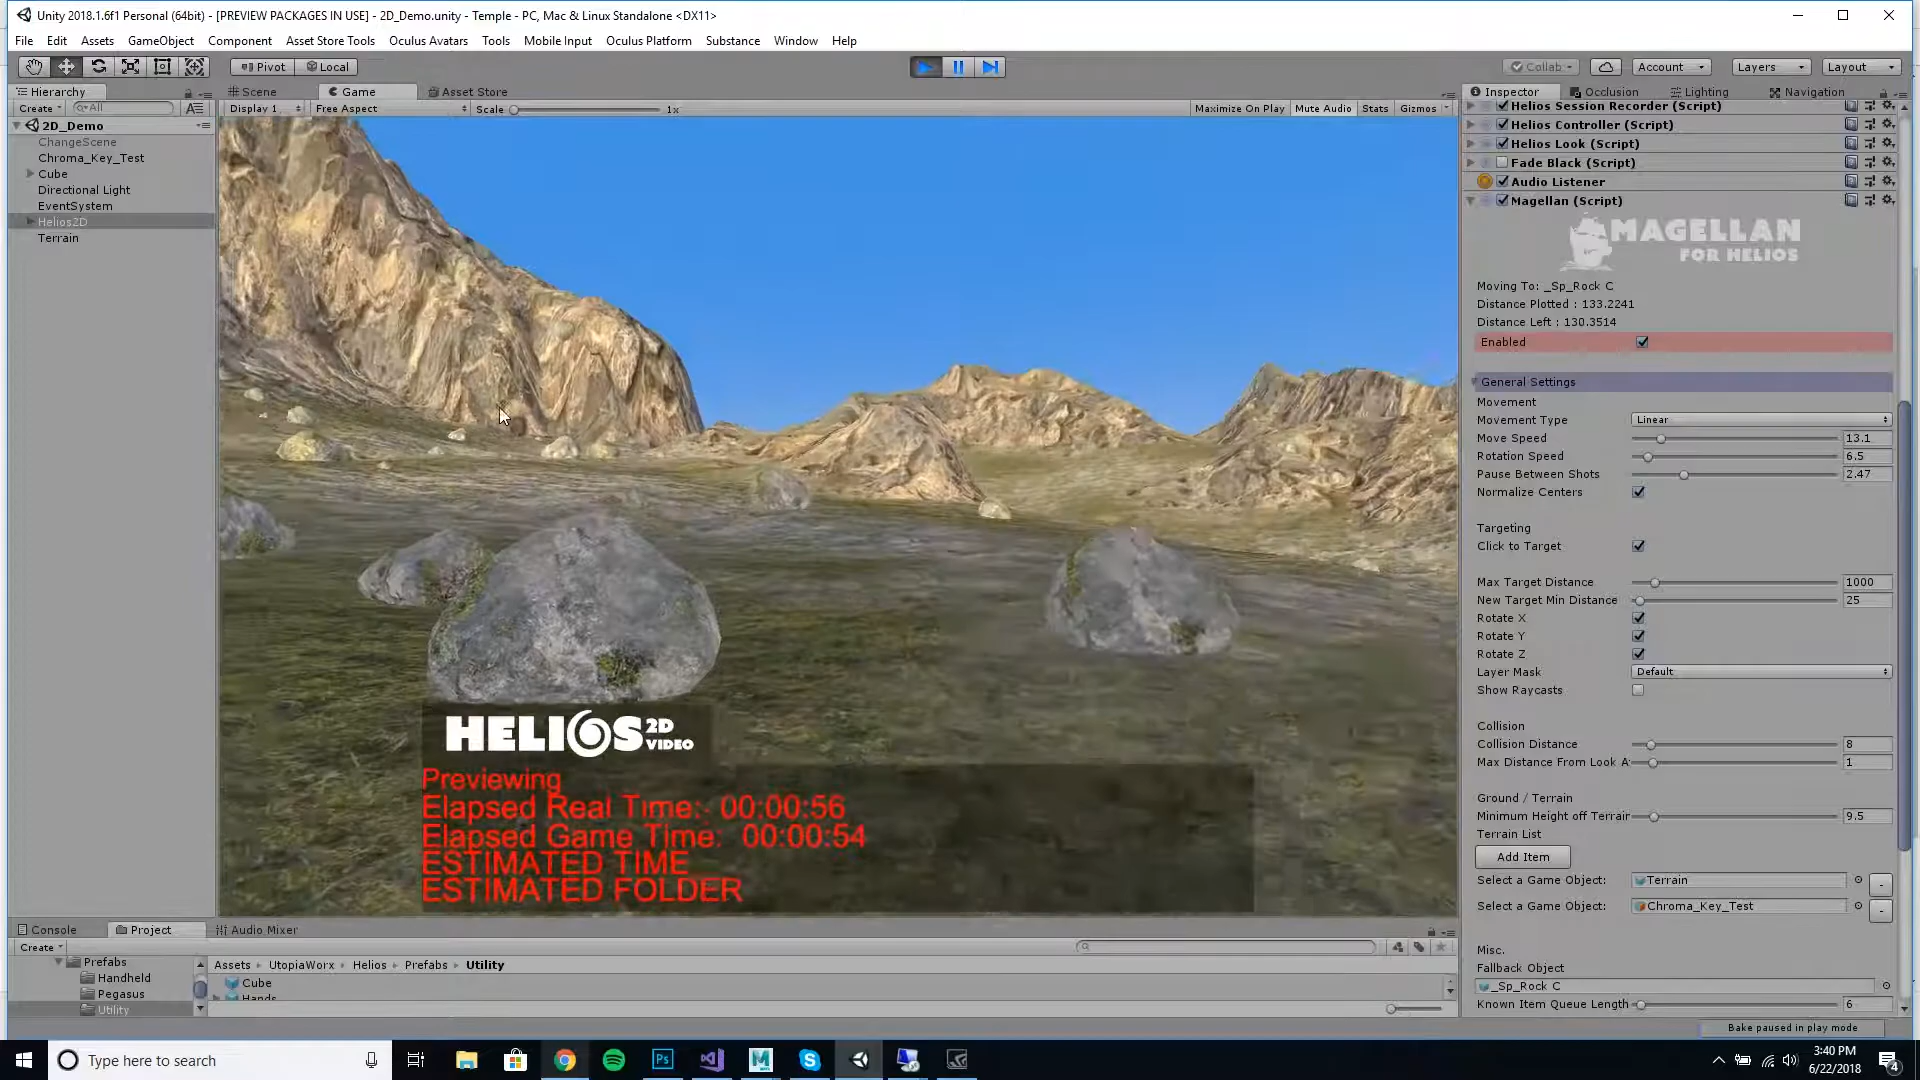 Unity 2018.1.6f1 Personal (64bit) - [PREVIEW PACKAGES IN USE] - 2D_Demo.unity - Temple - PC, Mac & Linux Standalone <DX11>
File Edit Assets GameObject Component Asset Store Tools Oculus Avatars Tools Mobile Input Oculus Platform Substance Window Help
Pivot Local Collab Account Layers Layout
Hierarchy Scene Game Asset Store Inspector Occlusion Lighting Navigation
Create All Display 1 Free Aspect Scale 1x Maximize On Play Mute Audio Stats Gizmos
2D_Demo
ChangeScene
Chroma_Key_Test
Cube
Directional Light
EventSystem
Helios2D
Terrain
HELIOS 2D VIDEO
Previewing
Elapsed Real Time: 00:00:56
Elapsed Game Time: 00:00:54
ESTIMATED TIME
ESTIMATED FOLDER
Helios Session Recorder (Script)
Helios Controller (Script)
Helios Look (Script)
Fade Black (Script)
Audio Listener
Magellan (Script)
MAGELLAN
FOR HELIOS
Moving To: _Sp_Rock C
Distance Plotted : 133.2241
Distance Left : 130.3514
Enabled
General Settings
Movement
Movement Type Linear
Move Speed 13.1
Rotation Speed 6.5
Pause Between Shots 2.47
Normalize Centers
Targeting
Click to Target
Max Target Distance 1000
New Target Min Distance 25
Rotate X
Rotate Y
Rotate Z
Layer Mask Default
Show Raycasts
Collision
Collision Distance 8
Max Distance From Look A 1
Ground / Terrain
Minimum Height off Terrair 9.5
Terrain List
Add Item
Select a Game Object: Terrain -
Select a Game Object: Chroma_Key_Test -
Misc.
Fallback Object
_Sp_Rock C
Known Item Queue Length 6
Bake paused in play mode
Console Project Audio Mixer
Create
Prefabs
Handheld
Pegasus
Utility
Assets UtopiaWorx Helios Prefabs Utility
Cube
Hands
Type here to search
Ps
3:40 PM
6/22/2018
4